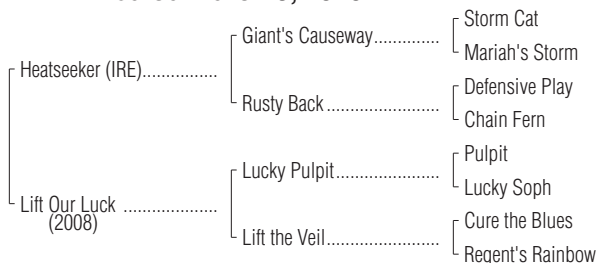 Storm Cat
Giant's Causeway..............
Mariah's Storm
Heatseeker (IRE)................
Defensive Play
Rusty Back ........................
Chain Fern
Pulpit
Lucky Pulpit......................
Lucky Soph
Lift Our Luck ....................
(2008)
Cure the Blues
Lift the Veil........................
Regent's Rainbow